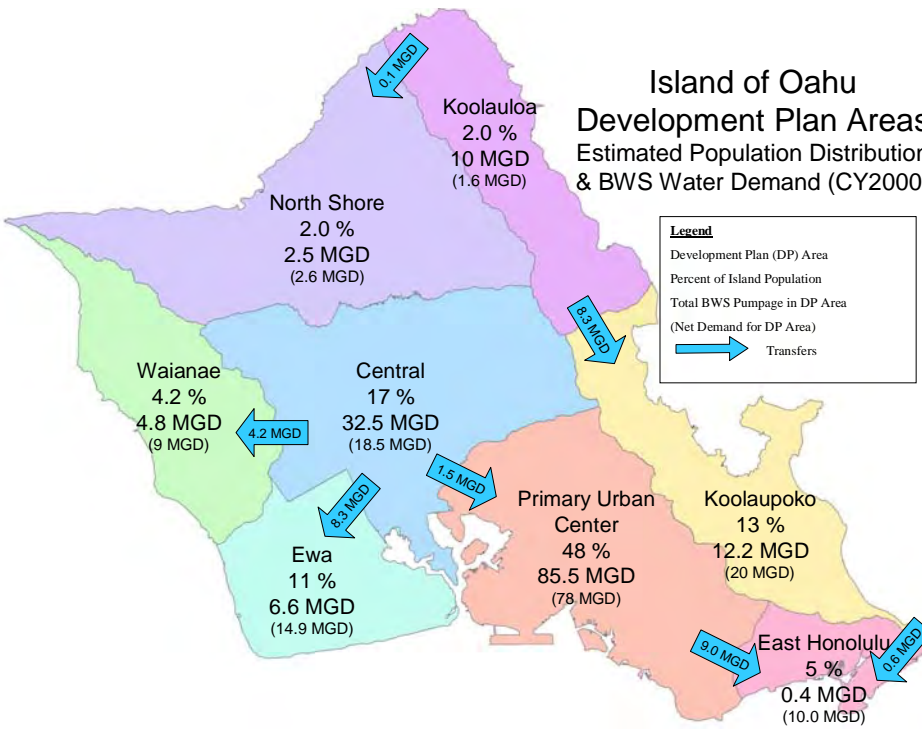 Island of Oahu
Development Plan Areas
Estimated Population Distribution
& BWS Water Demand (CY2000
Legend
Development Plan (DP) Area
Percent of Island Population
Total BWS Pumpage in DP Area
(Net Demand for DP Area)
Transfers
0.1 MGD
Koolauloa
2.0 %
10 MGD
(1.6 MGD)
North Shore
2.0 %
2.5 MGD
(2.6 MGD)
8.3 MGD
Waianae
4.2 %
4.8 MGD
(9 MGD)
4.2 MGD
Central
17 %
32.5 MGD
(18.5 MGD)
1.5 MGD
8.3 MGD
Ewa
11 %
6.6 MGD
(14.9 MGD)
Primary Urban
Center
48 %
85.5 MGD
(78 MGD)
Koolaupoko
13 %
12.2 MGD
(20 MGD)
9.0 MGD
East Honolulu
5 %
0.4 MGD
(10.0 MGD)
0.6 MGD